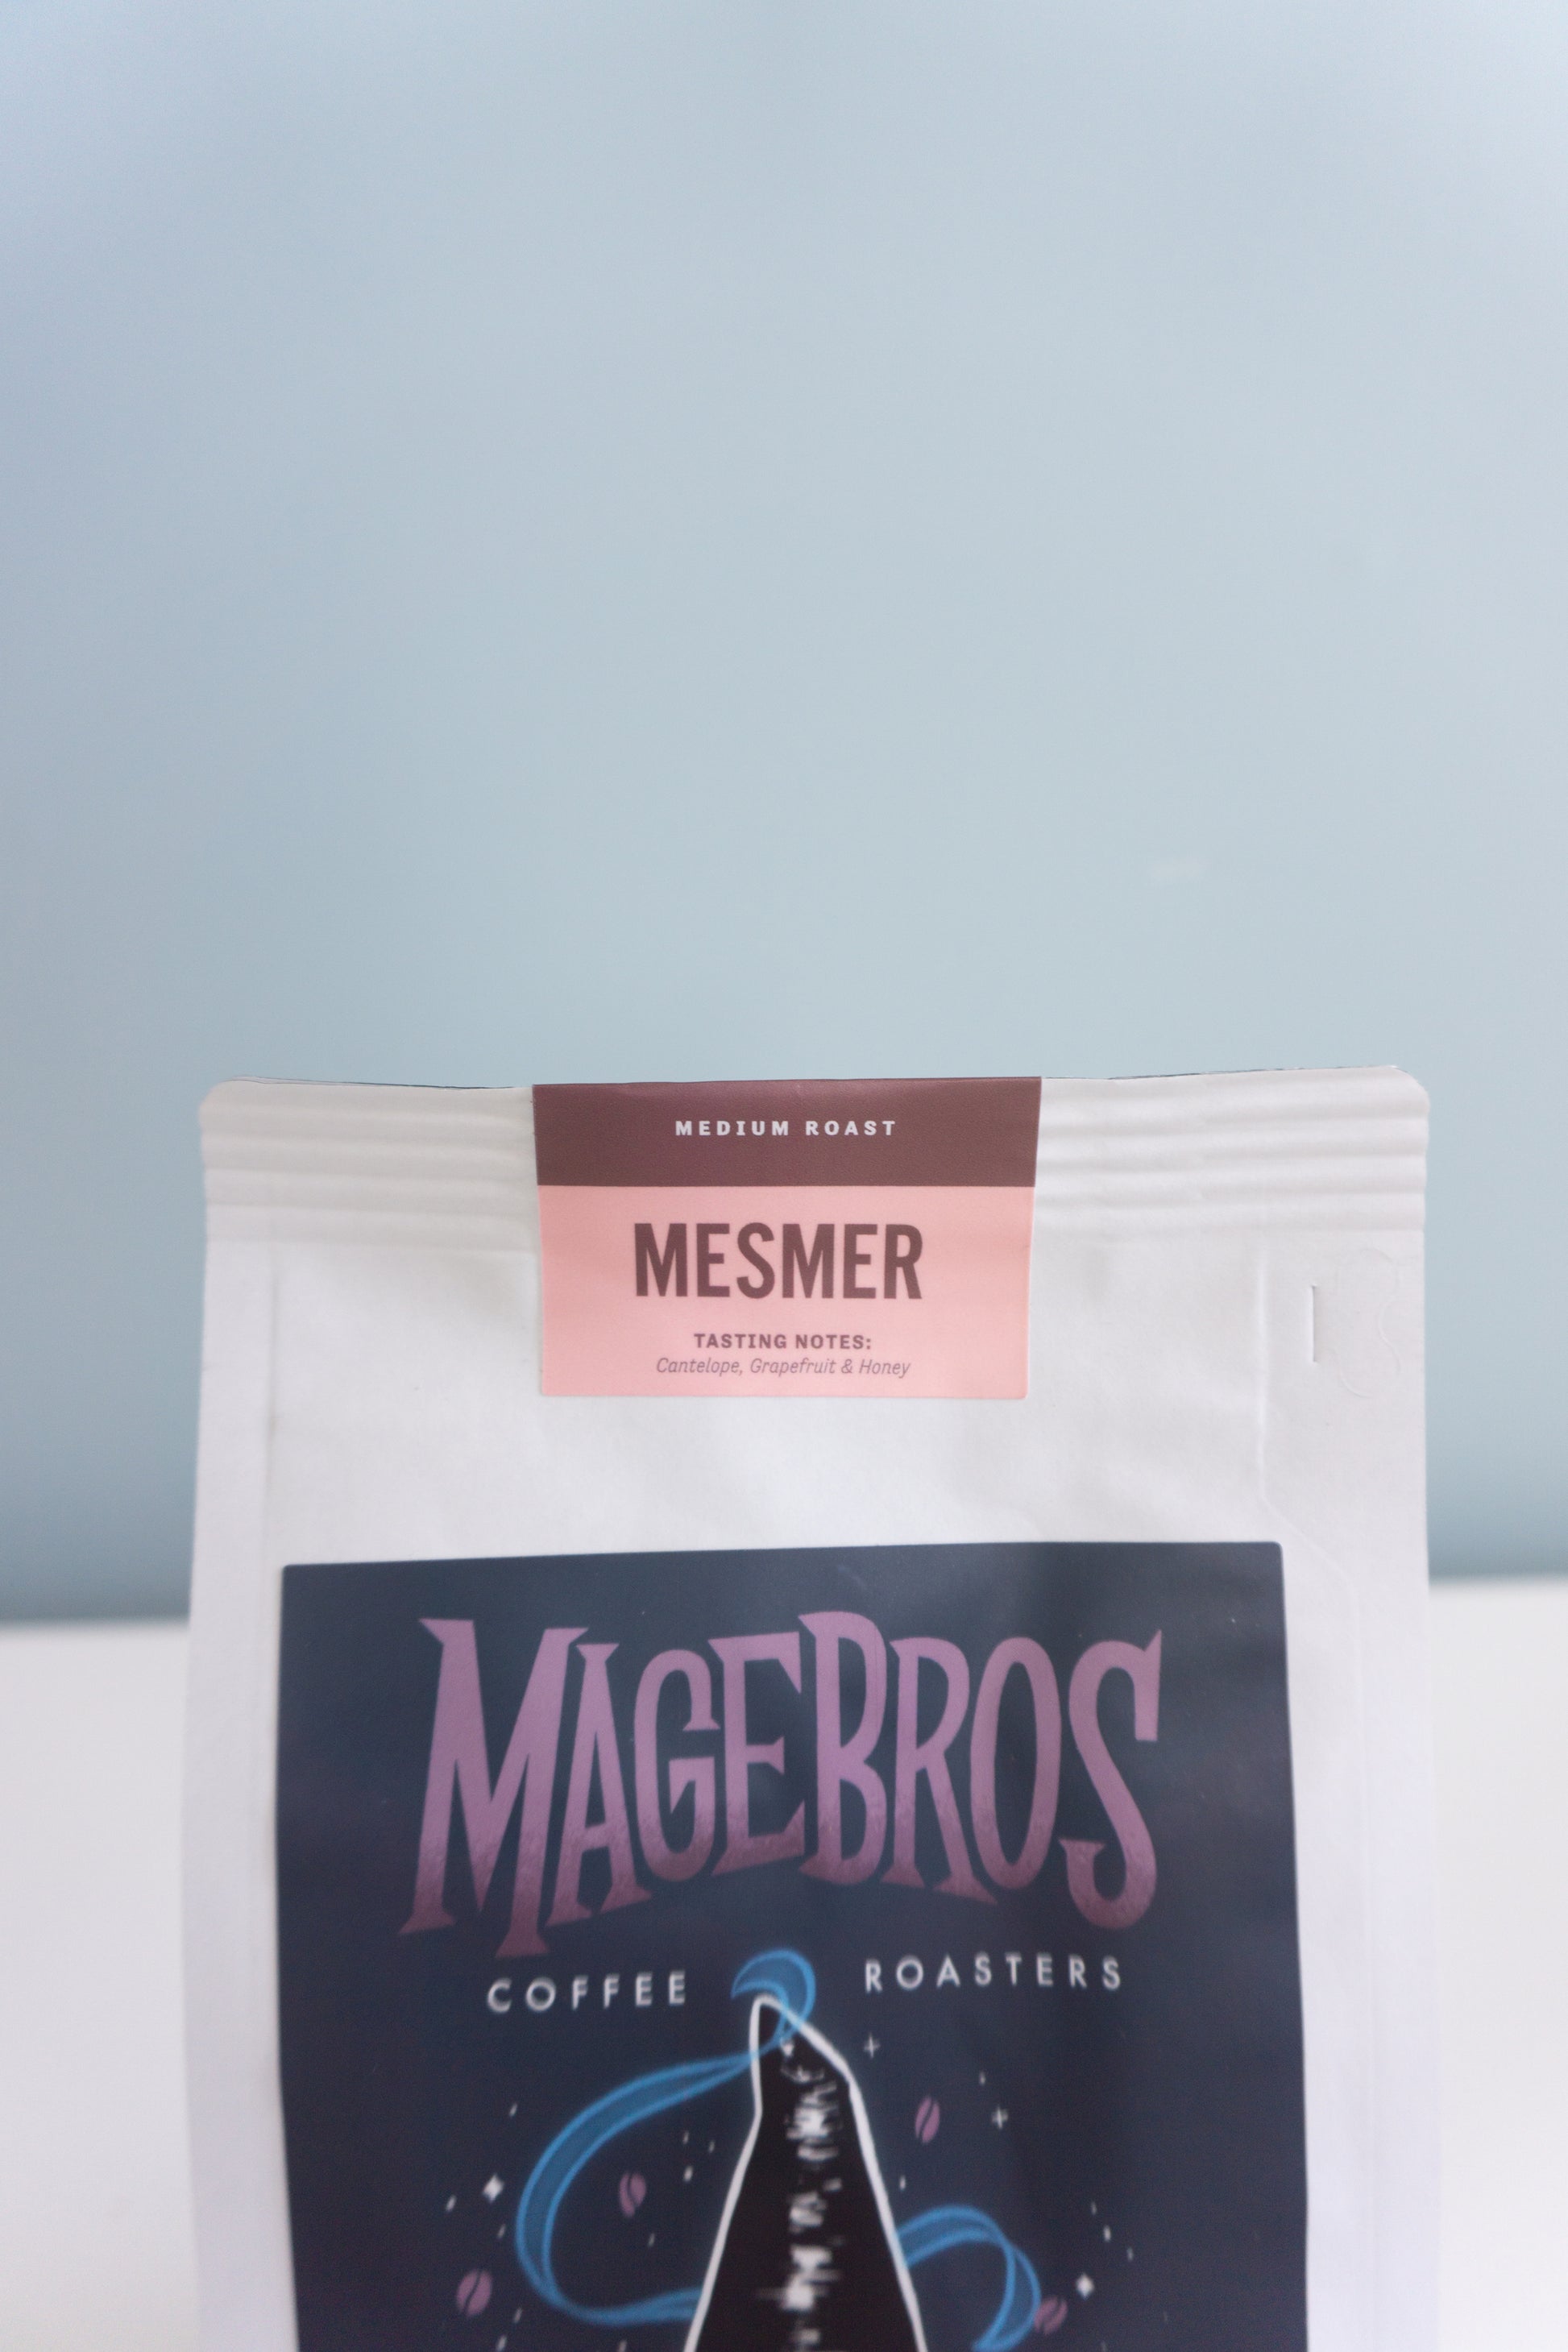 MEDIUM ROAST
MESMER
TASTING NOTES:
Cantelope, Grapefruit & Honey
MAGEBROS
COFFEE ROASTERS